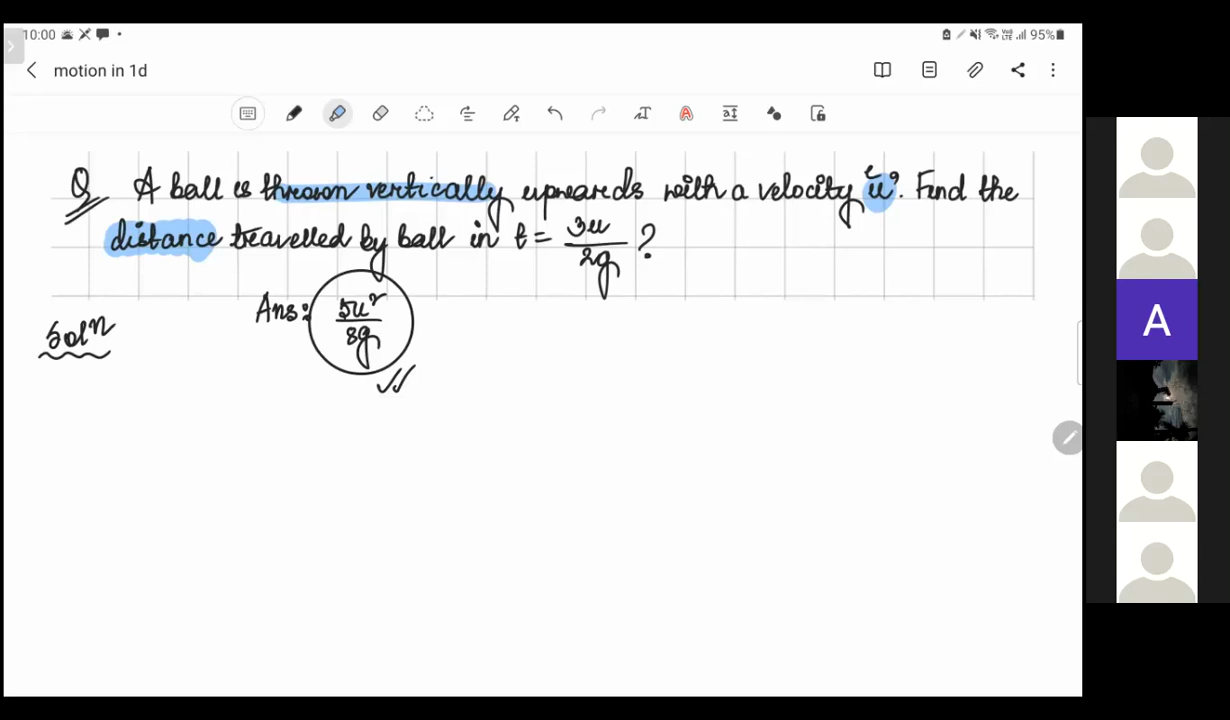 10:00
95%
motion in 1d
Q A ball is thrown vertically upwards with a velocity 'u'. Find the
distance travelled by ball in t = 3u/2g ?
Ans: 5u²/8g
Solⁿ
A